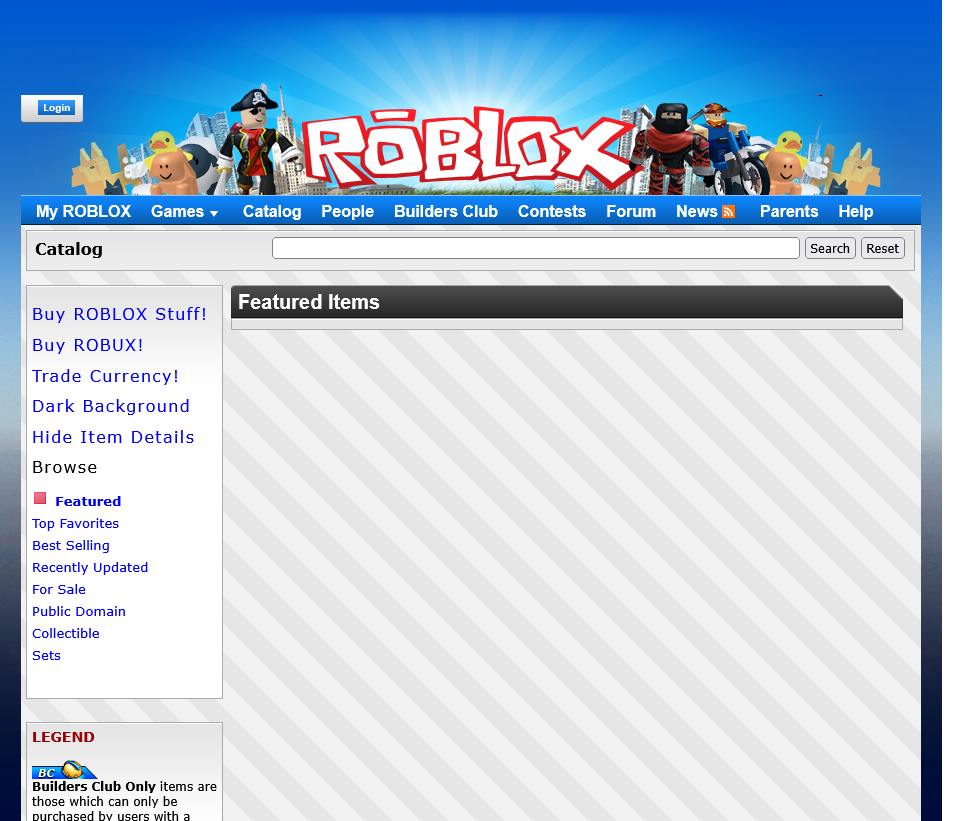 Login
RŌBLOX
My ROBLOX Games Catalog People Builders Club Contests Forum News Parents Help
Catalog Search Reset
Featured Items
Buy ROBLOX Stuff!
Buy ROBUX!
Trade Currency!
Dark Background
Hide Item Details
Browse
Featured
Top Favorites
Best Selling
Recently Updated
For Sale
Public Domain
Collectible
Sets
LEGEND
BC
Builders Club Only items are
those which can only be
purchased by users with a